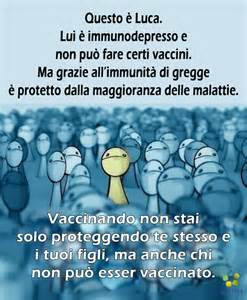 Questo è Luca.
Lui è immunodepresso e
non può fare certi vaccini.
Ma grazie all'immunità di gregge
è protetto dalla maggioranza delle malattie.
Vaccinando non stai
solo proteggendo te stesso e
i tuoi figli, ma anche chi
non può esser vaccinato.